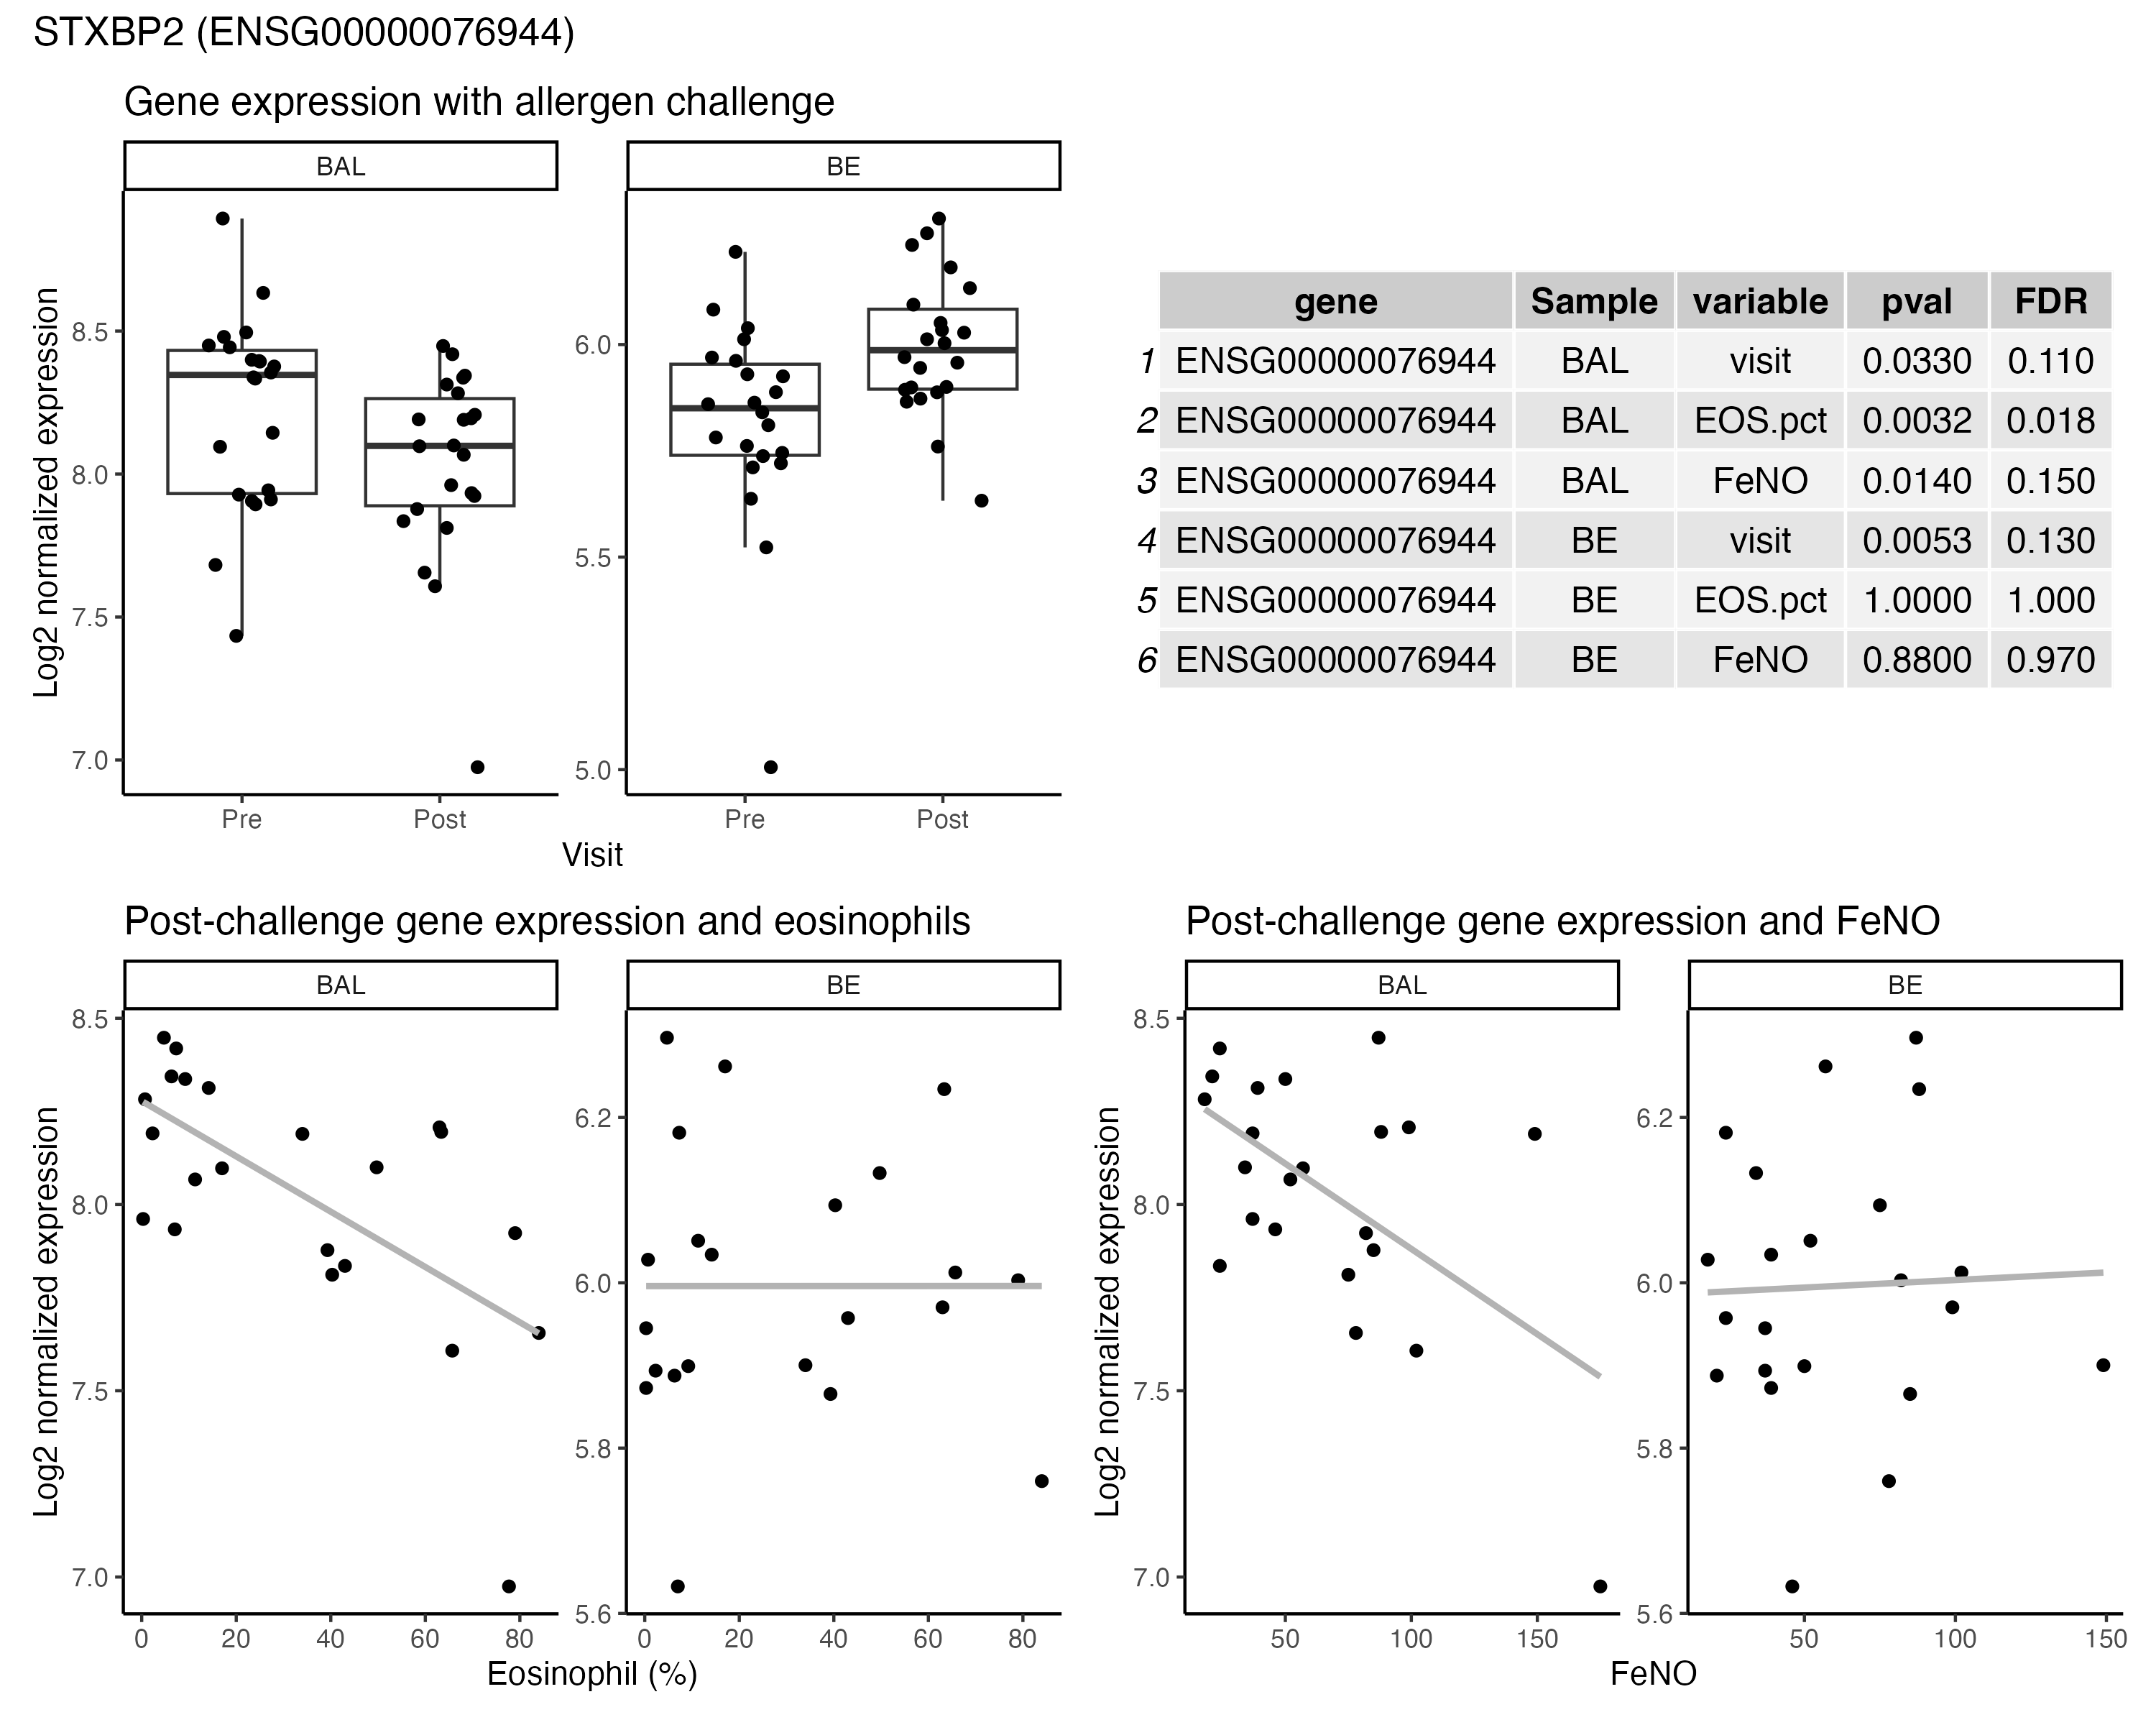 STXBP2 (ENSG00000076944)
Gene expression with allergen challenge
BAL
BE
Log2 normalized expression
8.5
8.0
7.5
7.0
6.0
5.5
5.0
Pre
Post
Pre
Post
Visit
gene Sample variable pval FDR
1 ENSG00000076944 BAL visit 0.0330 0.110
2 ENSG00000076944 BAL EOS.pct 0.0032 0.018
3 ENSG00000076944 BAL FeNO 0.0140 0.150
4 ENSG00000076944 BE visit 0.0053 0.130
5 ENSG00000076944 BE EOS.pct 1.0000 1.000
6 ENSG00000076944 BE FeNO 0.8800 0.970
Post-challenge gene expression and eosinophils
BAL
BE
Log2 normalized expression
8.5
8.0
7.5
7.0
6.2
6.0
5.8
5.6
0 20 40 60 80
0 20 40 60 80
Eosinophil (%)
Post-challenge gene expression and FeNO
BAL
BE
Log2 normalized expression
8.5
8.0
7.5
7.0
6.2
6.0
5.8
5.6
50 100 150
50 100 150
FeNO